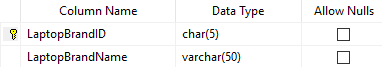 Column Name Data Type Allow Nulls
LaptopBrandID char(5)
LaptopBrandName varchar(50)